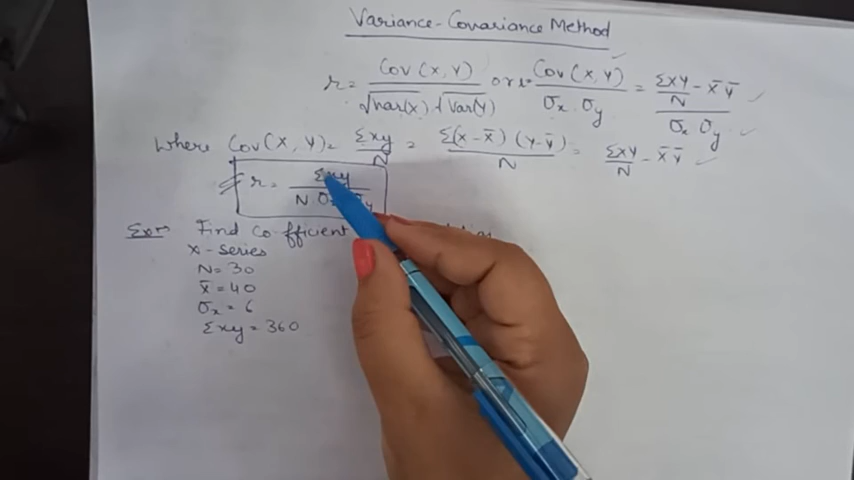 Variance-Covariance Method
r = Cov(X,Y) / √Var(X) √Var(Y) or r = Cov(X,Y) / σx . σy = ΣXY/N - X̄ Ȳ / σx σy
Where Cov(X,Y) = Σxy/N = Σ(X-X̄)(Y-Ȳ)/N = ΣXY/N - X̄ Ȳ
r = Σxy / N σx σy
Ex:- Find Co-fficient
X-Series
N = 30
X̄ = 40
σx = 6
Σxy = 360